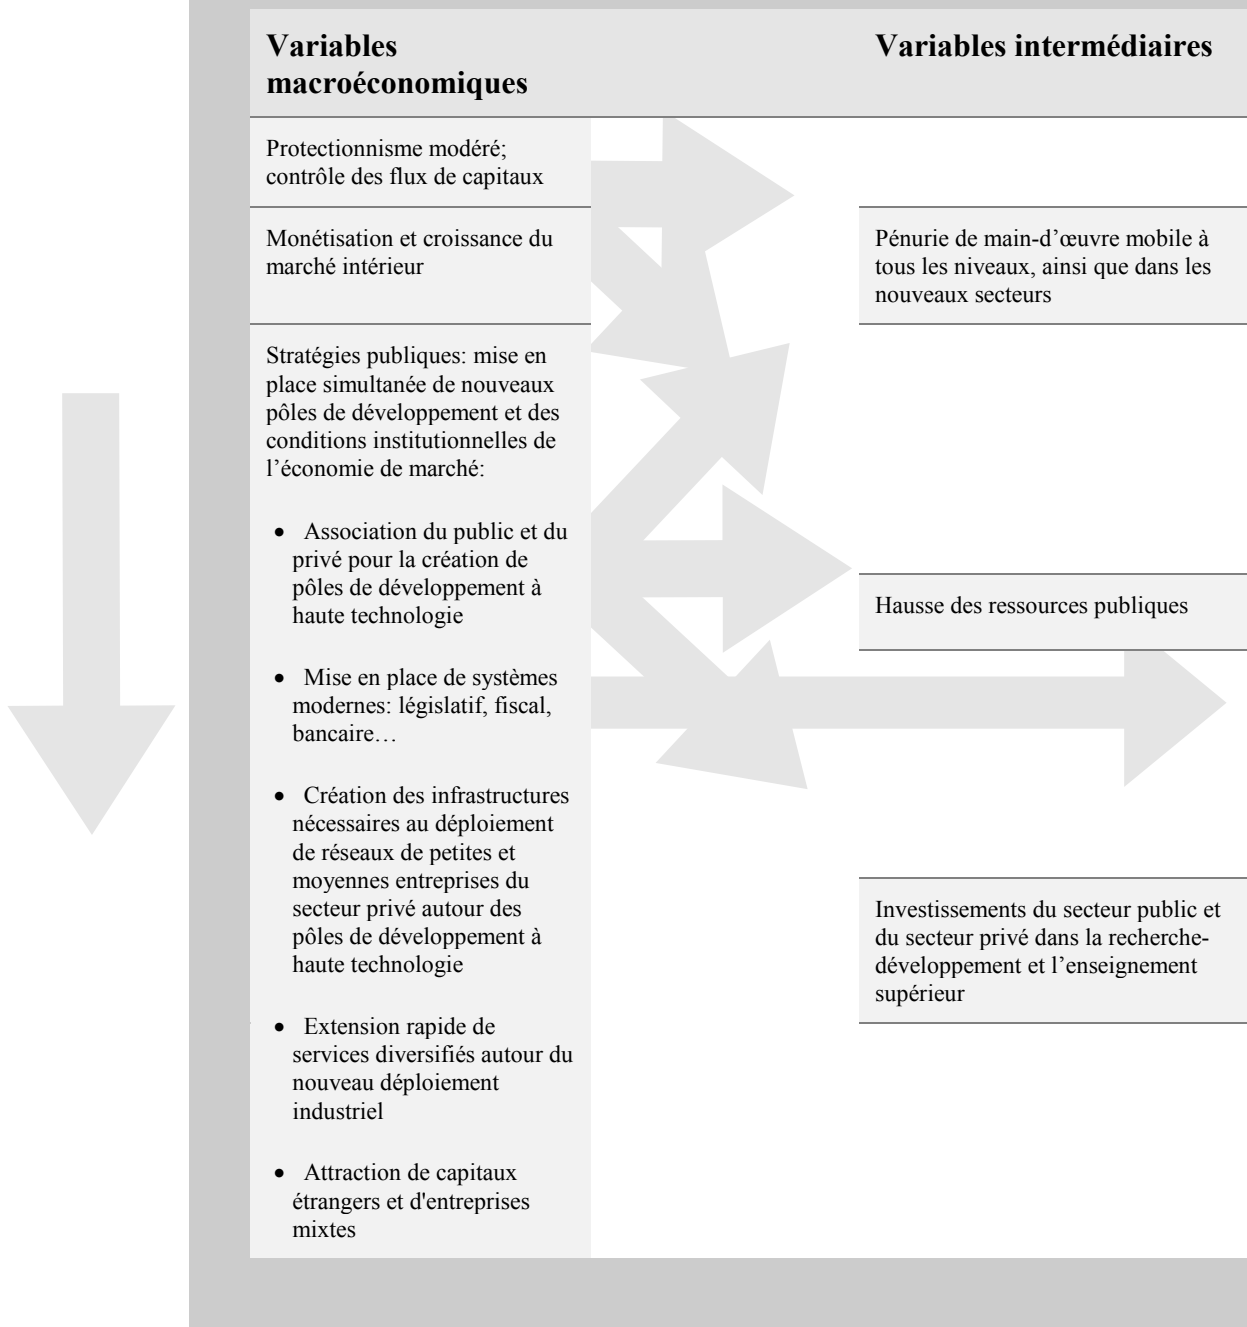 Variables
macroéconomiques
Variables intermédiaires
Protectionnisme modéré;
contrôle des flux de capitaux
Monétisation et croissance du
marché intérieur
Pénurie de main-d’œuvre mobile à
tous les niveaux, ainsi que dans les
nouveaux secteurs
Stratégies publiques: mise en
place simultanée de nouveaux
pôles de développement et des
conditions institutionnelles de
l’économie de marché:
• Association du public et du
privé pour la création de
pôles de développement à
haute technologie
Hausse des ressources publiques
• Mise en place de systèmes
modernes: législatif, fiscal,
bancaire…
• Création des infrastructures
nécessaires au déploiement
de réseaux de petites et
moyennes entreprises du
secteur privé autour des
pôles de développement à
haute technologie
Investissements du secteur public et
du secteur privé dans la recherche-
développement et l’enseignement
supérieur
• Extension rapide de
services diversifiés autour du
nouveau déploiement
industriel
• Attraction de capitaux
étrangers et d'entreprises
mixtes